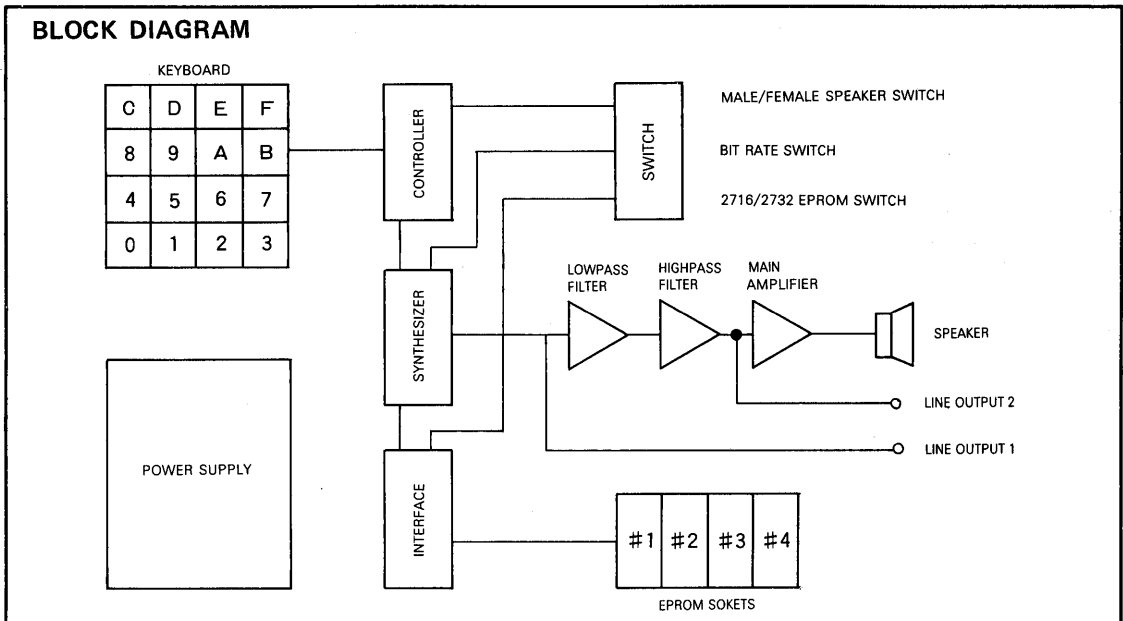 BLOCK DIAGRAM
KEYBOARD
C D E F
8 9 A B
4 5 6 7
0 1 2 3
CONTROLLER
SWITCH
MALE/FEMALE SPEAKER SWITCH
BIT RATE SWITCH
2716/2732 EPROM SWITCH
SYNTHESIZER
LOWPASS
FILTER
HIGHPASS
FILTER
MAIN
AMPLIFIER
SPEAKER
LINE OUTPUT 2
LINE OUTPUT 1
POWER SUPPLY
INTERFACE
#1 #2 #3 #4
EPROM SOKETS